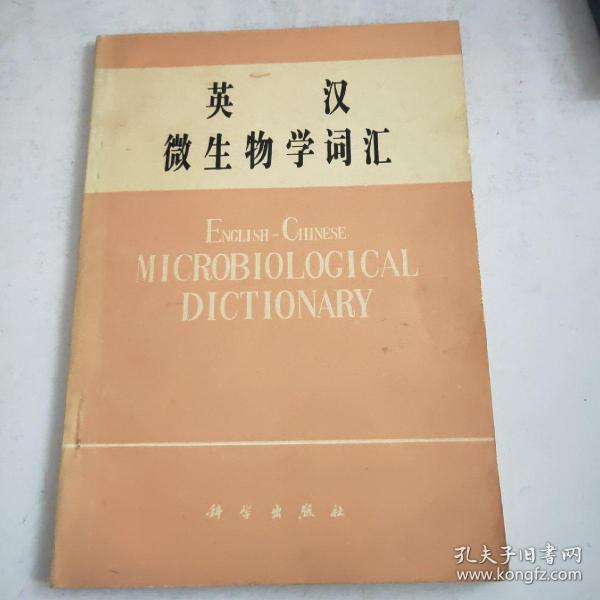 英 汉
微生物学词汇
ENGLISH-CHINESE
MICROBIOLOGICAL
DICTIONARY
科学出版社
孔夫子旧书网
www.kongfz.com